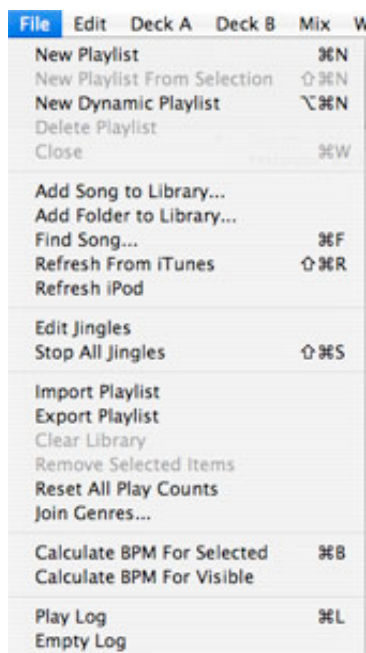 File Edit Deck A Deck B Mix
New Playlist ⌘N
New Playlist From Selection ⇧⌘N
New Dynamic Playlist ⌥⌘N
Delete Playlist
Close ⌘W
Add Song to Library...
Add Folder to Library...
Find Song... ⌘F
Refresh From iTunes ⇧⌘R
Refresh iPod
Edit Jingles
Stop All Jingles ⇧⌘S
Import Playlist
Export Playlist
Clear Library
Remove Selected Items
Reset All Play Counts
Join Genres...
Calculate BPM For Selected ⌘B
Calculate BPM For Visible
Play Log ⌘L
Empty Log